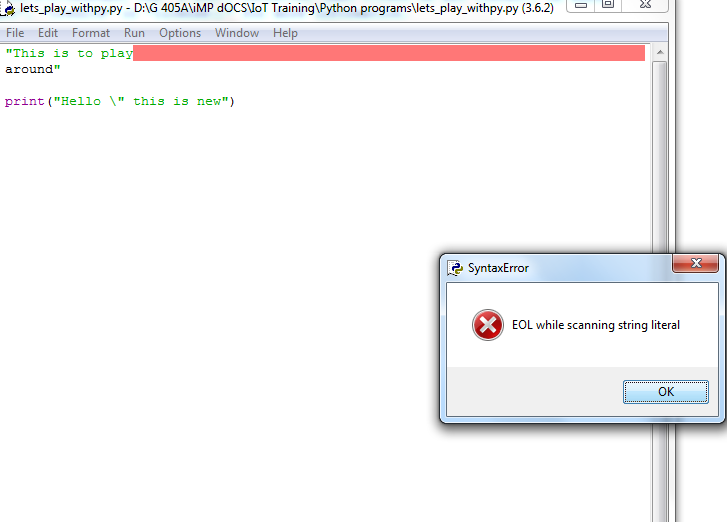 lets_play_withpy.py - D:\G 405A\iMP dOCS\IoT Training\Python programs\lets_play_withpy.py (3.6.2)
File Edit Format Run Options Window Help
"This is to play
around"
print("Hello \" this is new")
SyntaxError
EOL while scanning string literal
OK